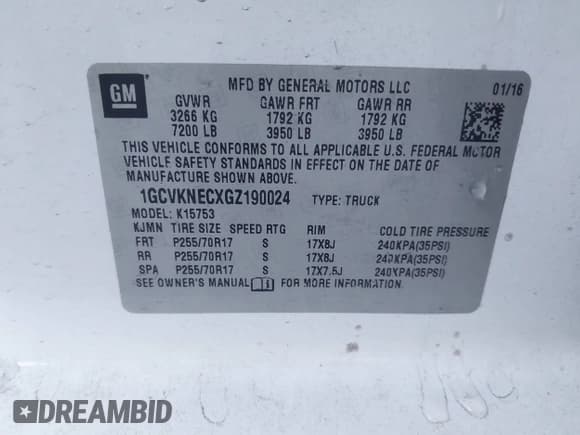 GM
MFD BY GENERAL MOTORS LLC 01/16
GVWR GAWR FRT GAWR RR
3266 KG 1792 KG 1792 KG
7200 LB 3950 LB 3950 LB
THIS VEHICLE CONFORMS TO ALL APPLICABLE U.S. FEDERAL MOTOR
VEHICLE SAFETY STANDARDS IN EFFECT ON THE DATE OF
MANUFACTURE SHOWN ABOVE.
1GCVKNECXGZ190024 TYPE: TRUCK
MODEL: K15753
KJMN TIRE SIZE SPEED RTG RIM COLD TIRE PRESSURE
FRT P255/70R17 S 17X8J 240KPA(35PSI)
RR P255/70R17 S 17X8J 240KPA(35PSI)
SPA P255/70R17 S 17X7.5J 240KPA(35PSI)
SEE OWNER'S MANUAL FOR MORE INFORMATION.
DREAMBID